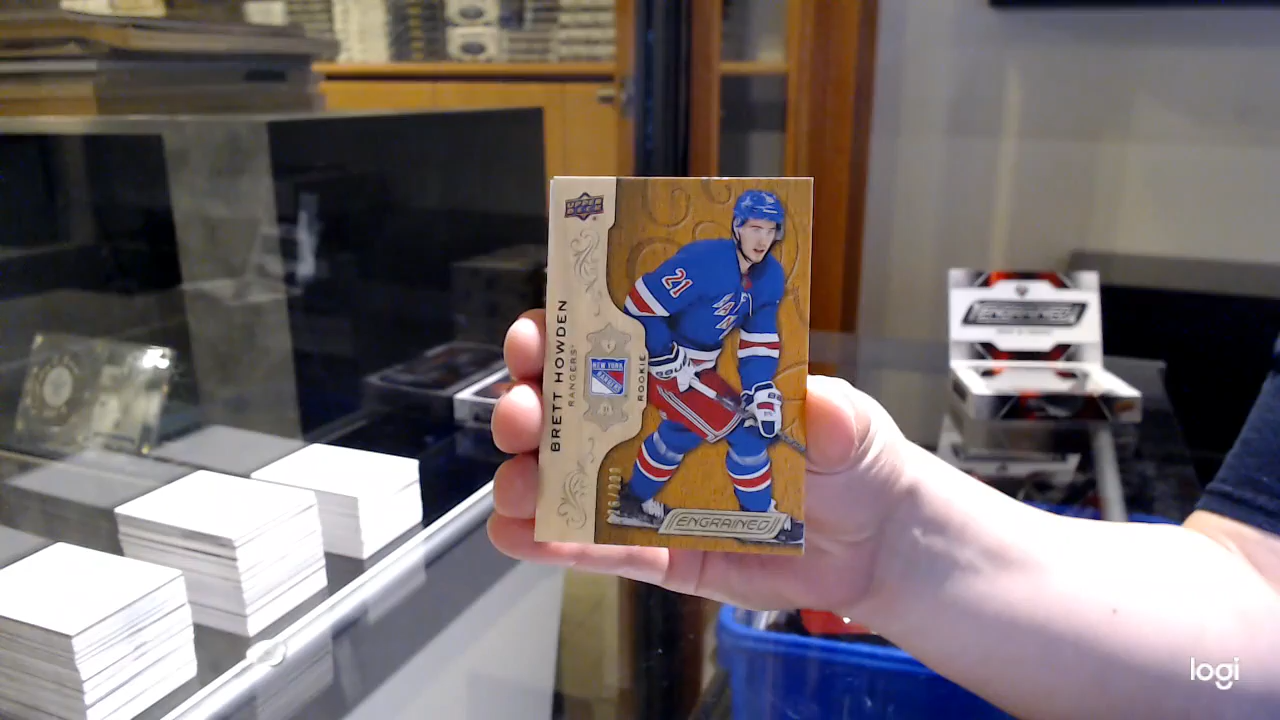 UPPER
DECK
BRETT HOWDEN
RANGERS
NEW YORK
RANGERS
ROOKIE
21
ENGRAINED
ENGRAINED
logi